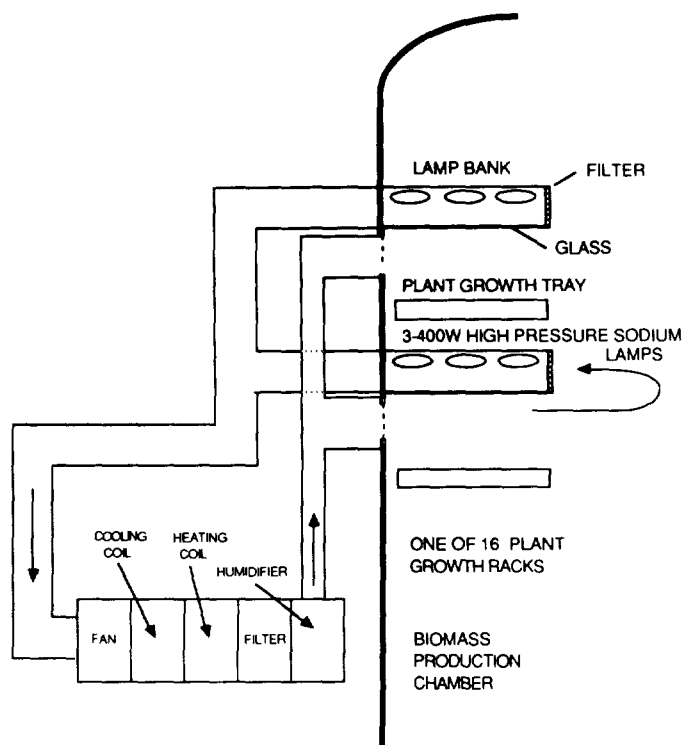 LAMP BANK
FILTER
GLASS
PLANT GROWTH TRAY
3-400W HIGH PRESSURE SODIUM
LAMPS
COOLING
COIL
HEATING
COIL
HUMIDIFIER
FAN
FILTER
ONE OF 16 PLANT
GROWTH RACKS
BIOMASS
PRODUCTION
CHAMBER